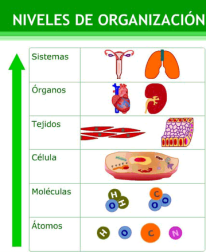 NIVELES DE ORGANIZACIÓN
Sistemas
Órganos
Tejidos
Célula
Moléculas
H
H
O
C
O
O
Átomos
H
O
C
N